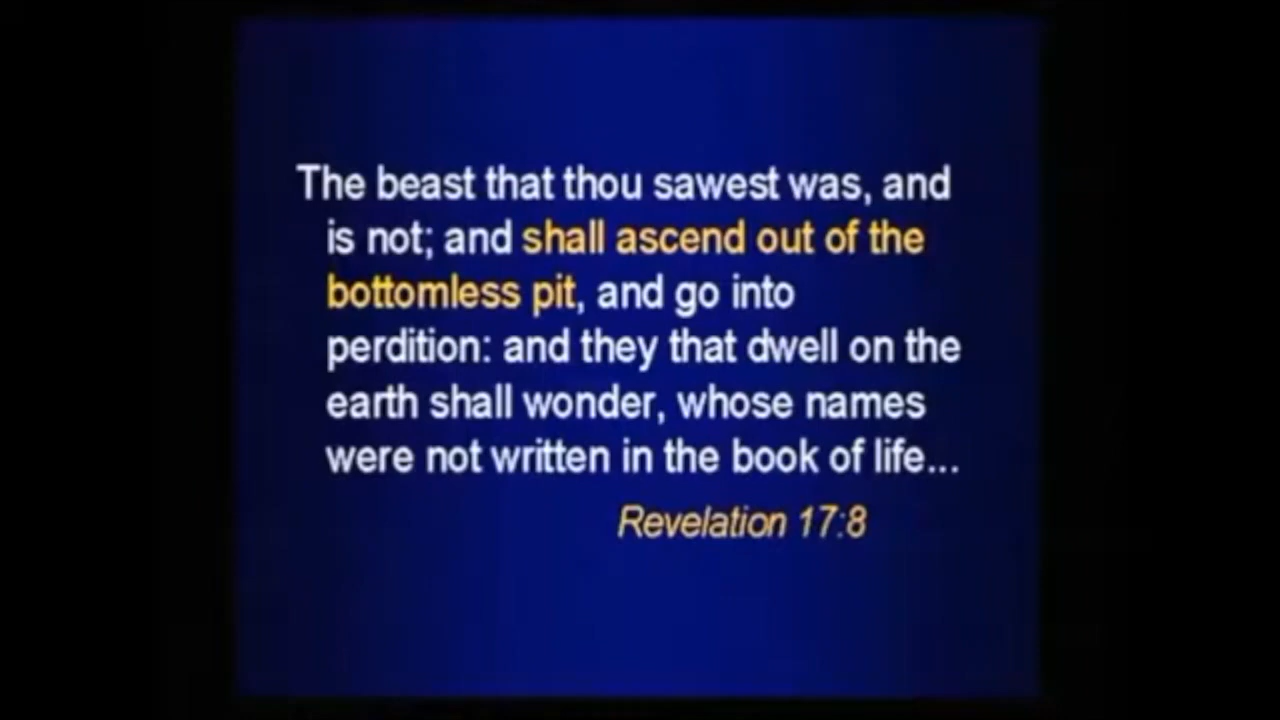 The beast that thou sawest was, and
is not; and shall ascend out of the
bottomless pit, and go into
perdition: and they that dwell on the
earth shall wonder, whose names
were not written in the book of life...
Revelation 17:8